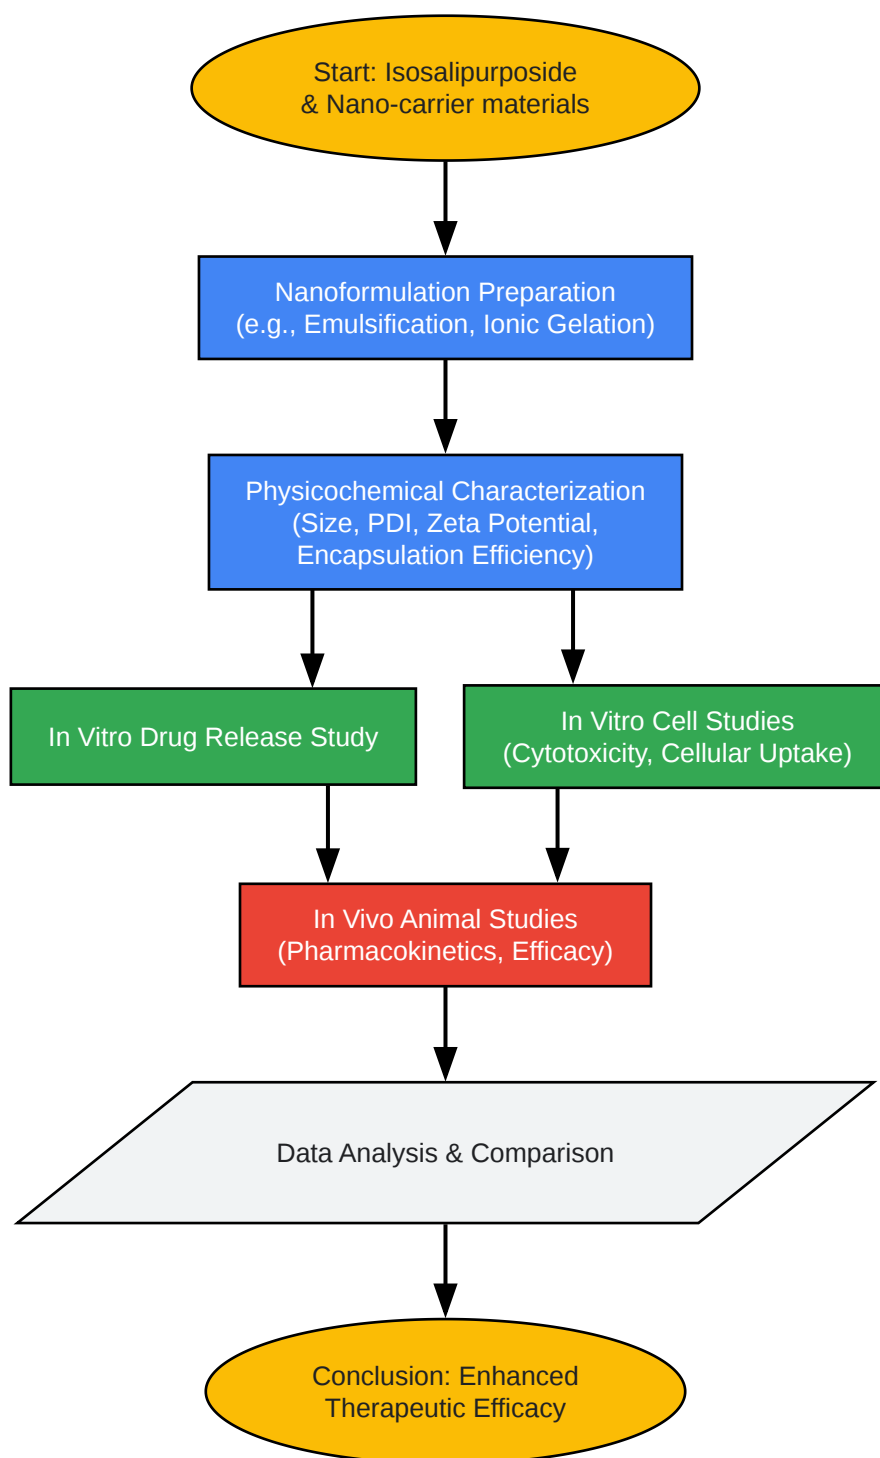 Start: Isosalipurposide
& Nano-carrier materials
Nanoformulation Preparation
(e.g., Emulsification, Ionic Gelation)
Physicochemical Characterization
(Size, PDI, Zeta Potential,
Encapsulation Efficiency)
In Vitro Drug Release Study
In Vitro Cell Studies
(Cytotoxicity, Cellular Uptake)
In Vivo Animal Studies
(Pharmacokinetics, Efficacy)
Data Analysis & Comparison
Conclusion: Enhanced
Therapeutic Efficacy